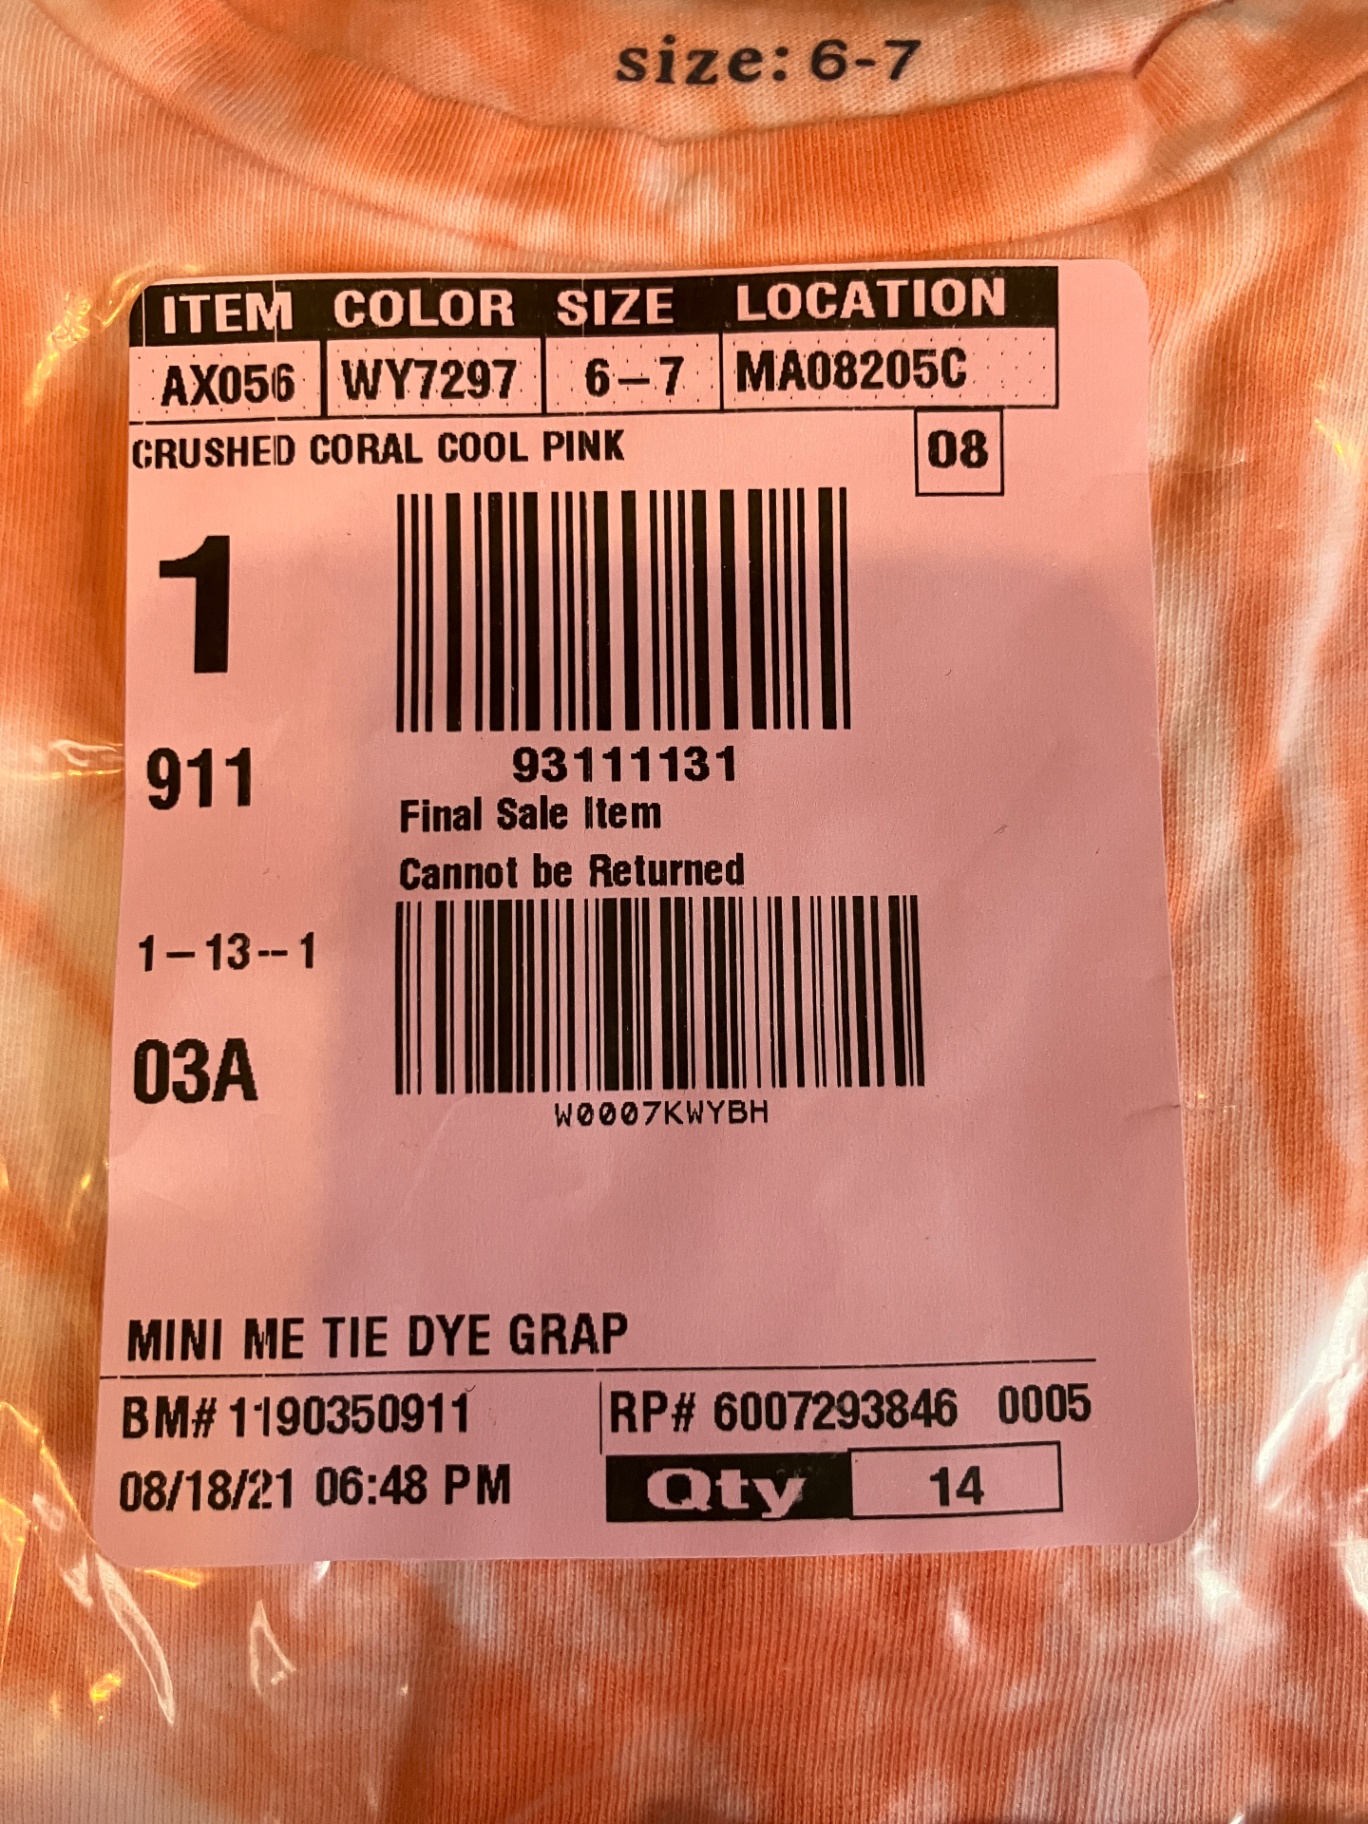 size: 6-7
ITEM COLOR SIZE LOCATION
AX056 WY7297 6-7 MA08205C
CRUSHED CORAL COOL PINK 08
1
911 93111131
Final Sale Item
Cannot be Returned
1-13--1
03A
W0007KWYBH
MINI ME TIE DYE GRAP
BM# 1190350911 RP# 6007293846 0005
08/18/21 06:48 PM Qty 14